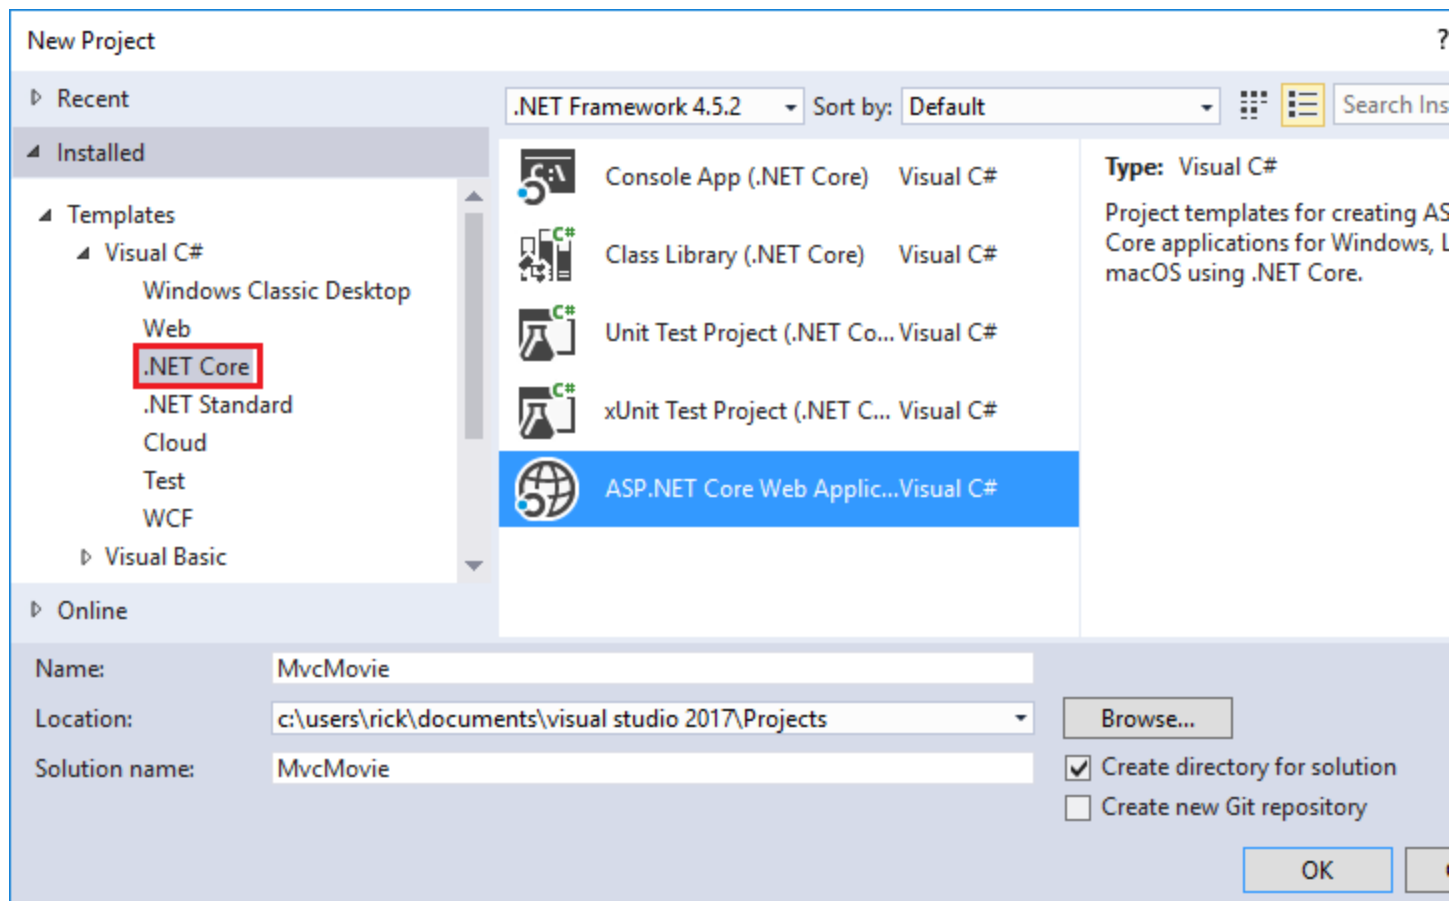 New Project
?
Recent
.NET Framework 4.5.2
Sort by: Default
Search Ins
Installed
Templates
Visual C#
Windows Classic Desktop
Web
.NET Core
.NET Standard
Cloud
Test
WCF
Visual Basic
Online
C:\
Console App (.NET Core) Visual C#
C#
Class Library (.NET Core) Visual C#
C#
Unit Test Project (.NET Co... Visual C#
C#
xUnit Test Project (.NET C... Visual C#
ASP.NET Core Web Applic...Visual C#
Type: Visual C#
Project templates for creating AS
Core applications for Windows, L
macOS using .NET Core.
Name: MvcMovie
Location: c:\users\rick\documents\visual studio 2017\Projects
Browse...
Solution name: MvcMovie
Create directory for solution
Create new Git repository
OK